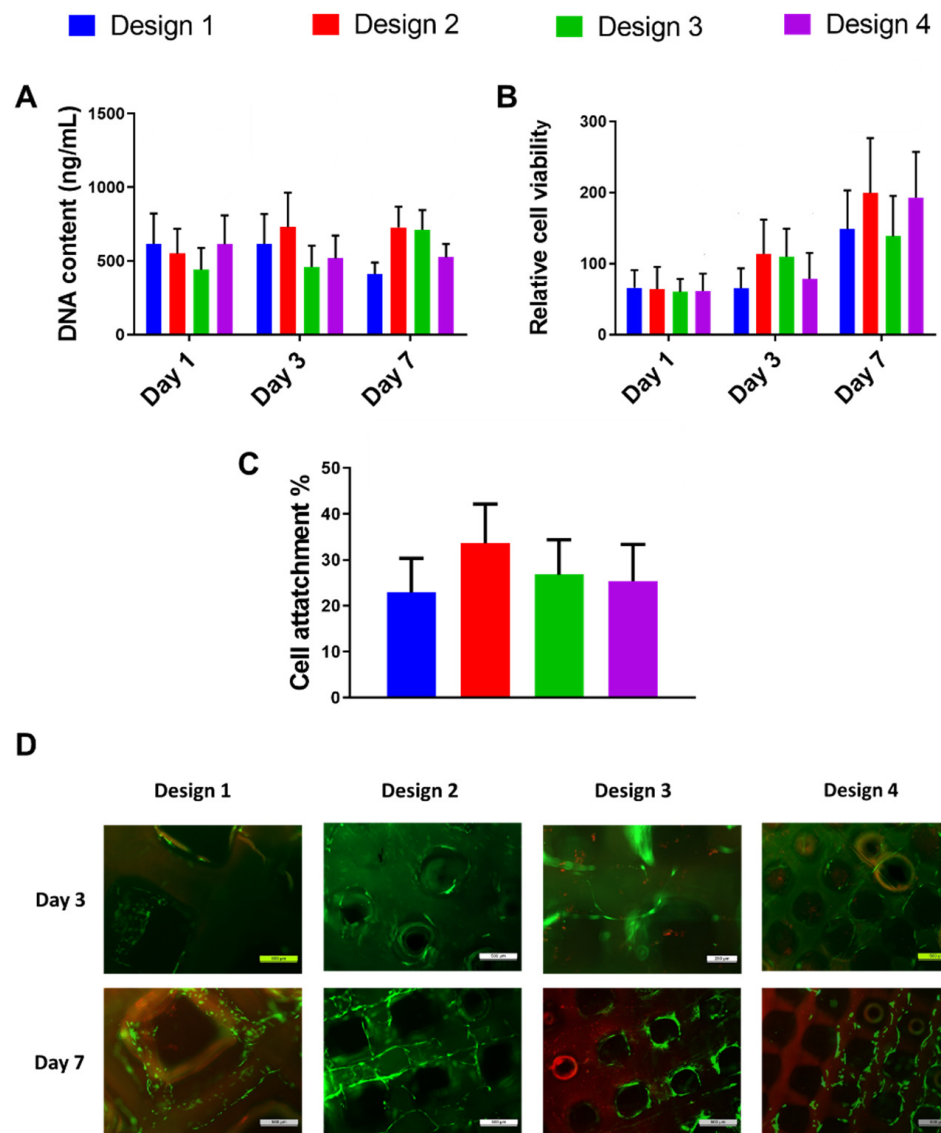 Design 1 Design 2 Design 3 Design 4
A
DNA content (ng/mL)
1500
1000
500
0
Day 1 Day 3 Day 7
B
Relative cell viability
300
200
100
0
Day 1 Day 3 Day 7
C
Cell attatchment %
50
40
30
20
10
0
D
Design 1 Design 2 Design 3 Design 4
Day 3
Day 7